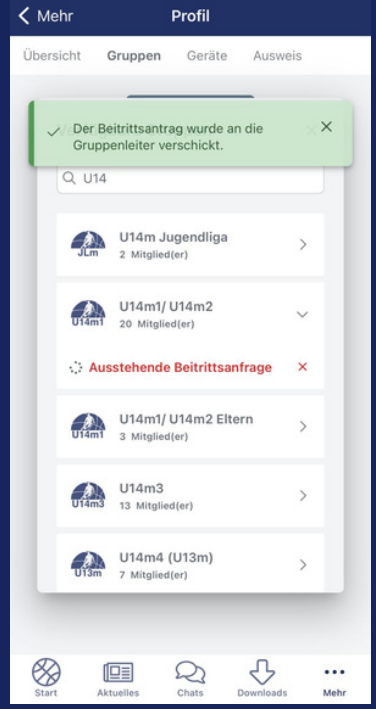 Mehr
Profil
Übersicht Gruppen Geräte Ausweis
Der Beitrittsantrag wurde an die
Gruppenleiter verschickt.
U14
JLm
U14m Jugendliga
2 Mitglied(er)
U14m1
U14m1/ U14m2
20 Mitglied(er)
Ausstehende Beitrittsanfrage
U14m1
U14m1/ U14m2 Eltern
3 Mitglied(er)
U14m3
U14m3
13 Mitglied(er)
U13m
U14m4 (U13m)
7 Mitglied(er)
Start Aktuelles Chats Downloads Mehr